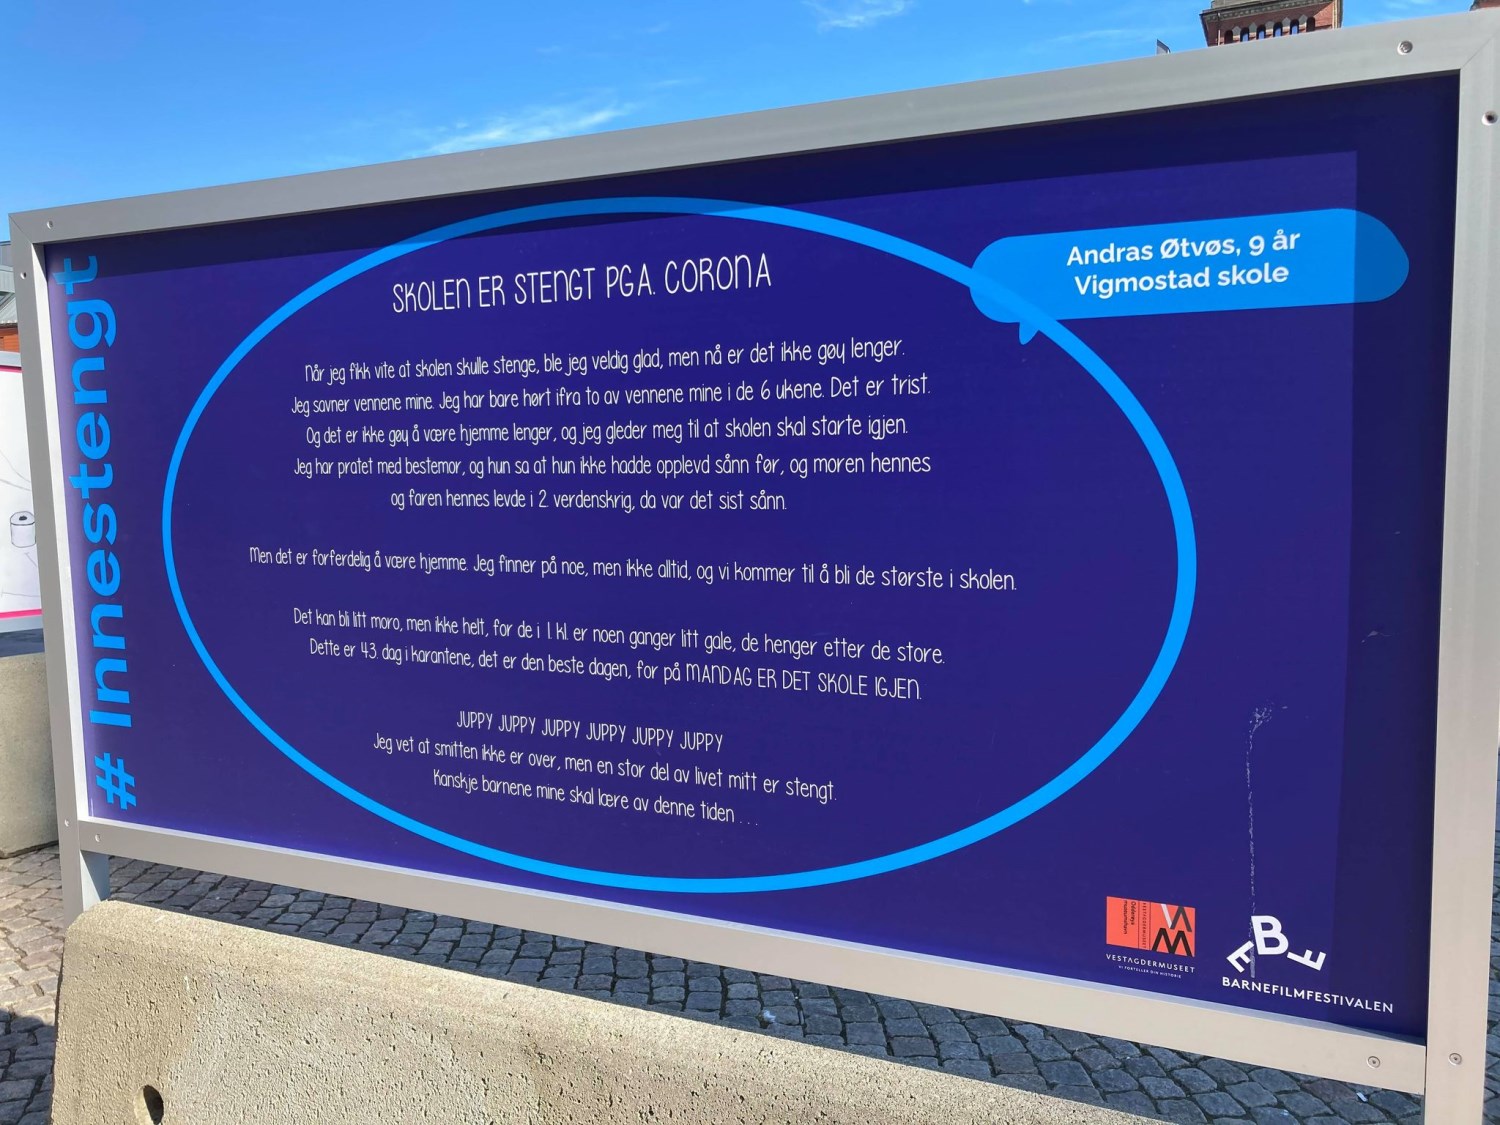 # Innestengt
SKOLEN ER STENGT PGA. CORONA
Andras Øtvøs, 9 år
Vigmostad skole
Når jeg fikk vite at skolen skulle stenge, ble jeg veldig glad, men nå er det ikke gøy lenger.
Jeg savner vennene mine. Jeg har bare hørt ifra to av vennene mine i de 6 ukene. Det er trist.
Og det er ikke gøy å være hjemme lenger, og jeg gleder meg til at skolen skal starte igjen.
Jeg har pratet med bestemor, og hun sa at hun ikke hadde opplevd sånn før, og moren hennes
og faren hennes levde i 2. verdenskrig, da var det sist sånn.
Men det er forferdelig å være hjemme. Jeg finner på noe, men ikke alltid, og vi kommer til å bli de største i skolen.
Det kan bli litt moro, men ikke helt, for de i 1. kl. er noen ganger litt gale, de henger etter de store.
Dette er 43. dag i karantene, det er den beste dagen, for på MANDAG ER DET SKOLE IGJEN.
JUPPY JUPPY JUPPY JUPPY JUPPY JUPPY
Jeg vet at smitten ikke er over, men en stor del av livet mitt er stengt.
Kanskje barnene mine skal lære av denne tiden . . .
VAM
VESTAGDERMUSEET
VI FORTELLER DIN HISTORIE
BARNEFILMFESTIVALEN